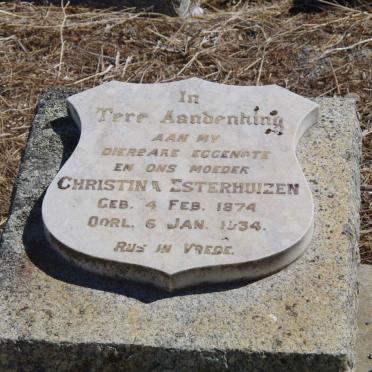 In
Tere Aandenking
AAN MY
DIERBARE EGGENOTE
EN ONS MOEDER
CHRISTINA ESTERHUIZEN
GEB. 4 FEB. 1874
OORL. 6 JAN. 1934.
RUS IN VREDE.